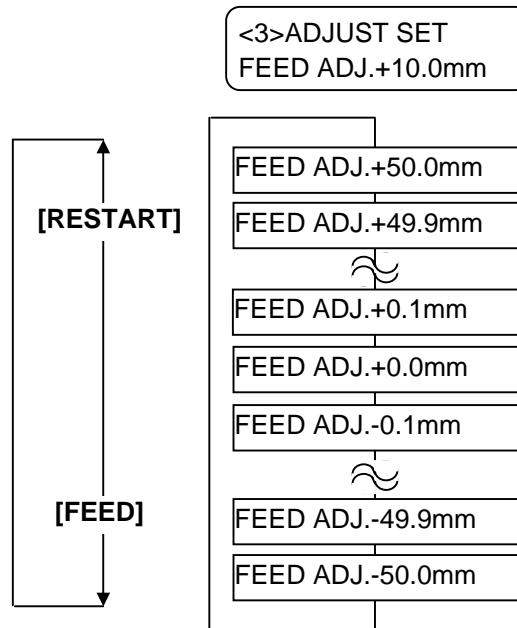 <3>ADJUST SET
FEED ADJ.+10.0mm
FEED ADJ.+50.0mm
[RESTART]
FEED ADJ.+49.9mm
FEED ADJ.+0.1mm
FEED ADJ.+0.0mm
FEED ADJ.-0.1mm
[FEED]
FEED ADJ.-49.9mm
FEED ADJ.-50.0mm